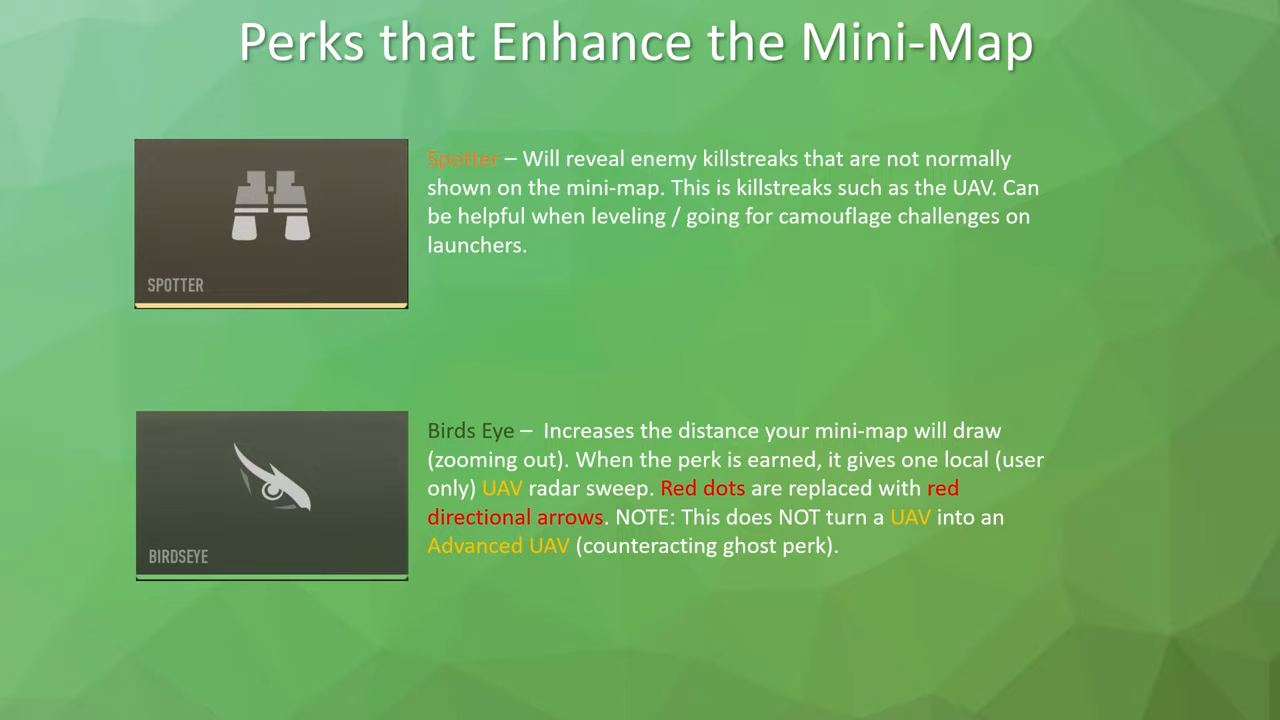 Perks that Enhance the Mini-Map
SPOTTER
Spotter – Will reveal enemy killstreaks that are not normally
shown on the mini-map. This is killstreaks such as the UAV. Can
be helpful when leveling / going for camouflage challenges on
launchers.
BIRDSEYE
Birds Eye –  Increases the distance your mini-map will draw
(zooming out). When the perk is earned, it gives one local (user
only) UAV radar sweep. Red dots are replaced with red
directional arrows. NOTE: This does NOT turn a UAV into an
Advanced UAV (counteracting ghost perk).